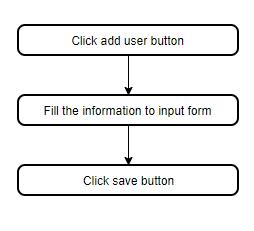 Click add user button
Fill the information to input form
Click save button